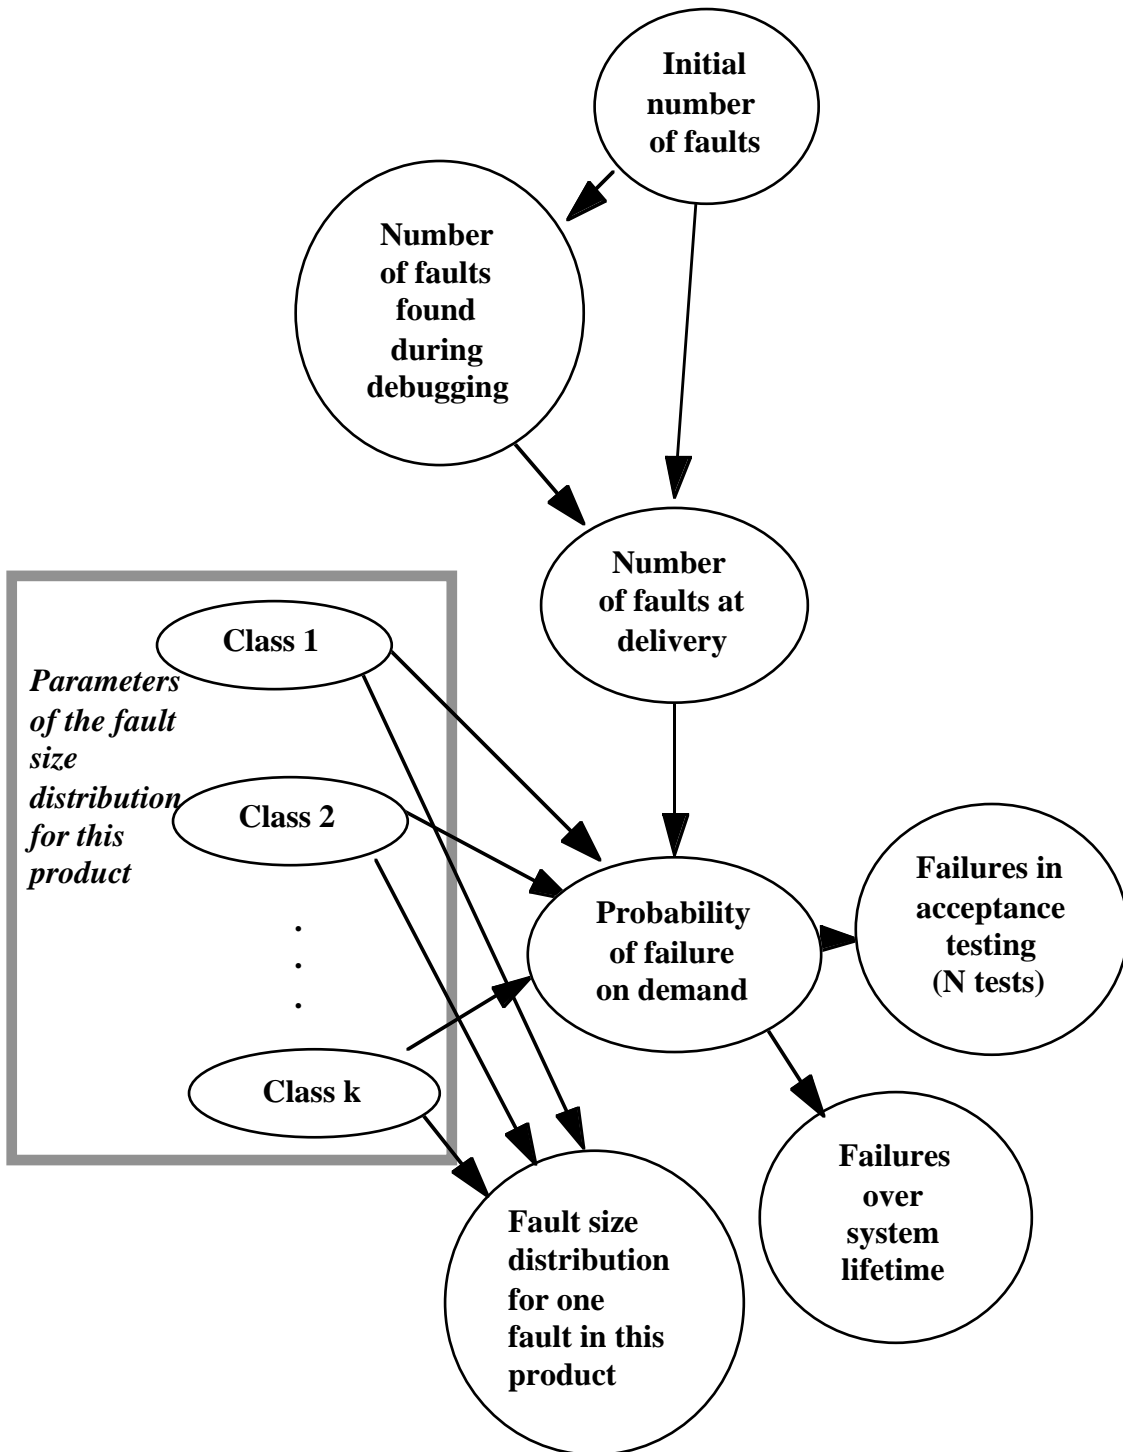 Initial
number
of faults
Number
of faults
found
during
debugging
Number
of faults at
delivery
Class 1
Parameters
of the fault
size
distribution
for this
product
Class 2
.
.
.
Class k
Probability
of failure
on demand
Failures in
acceptance
testing
(N tests)
Failures
over
system
lifetime
Fault size
distribution
for one
fault in this
product